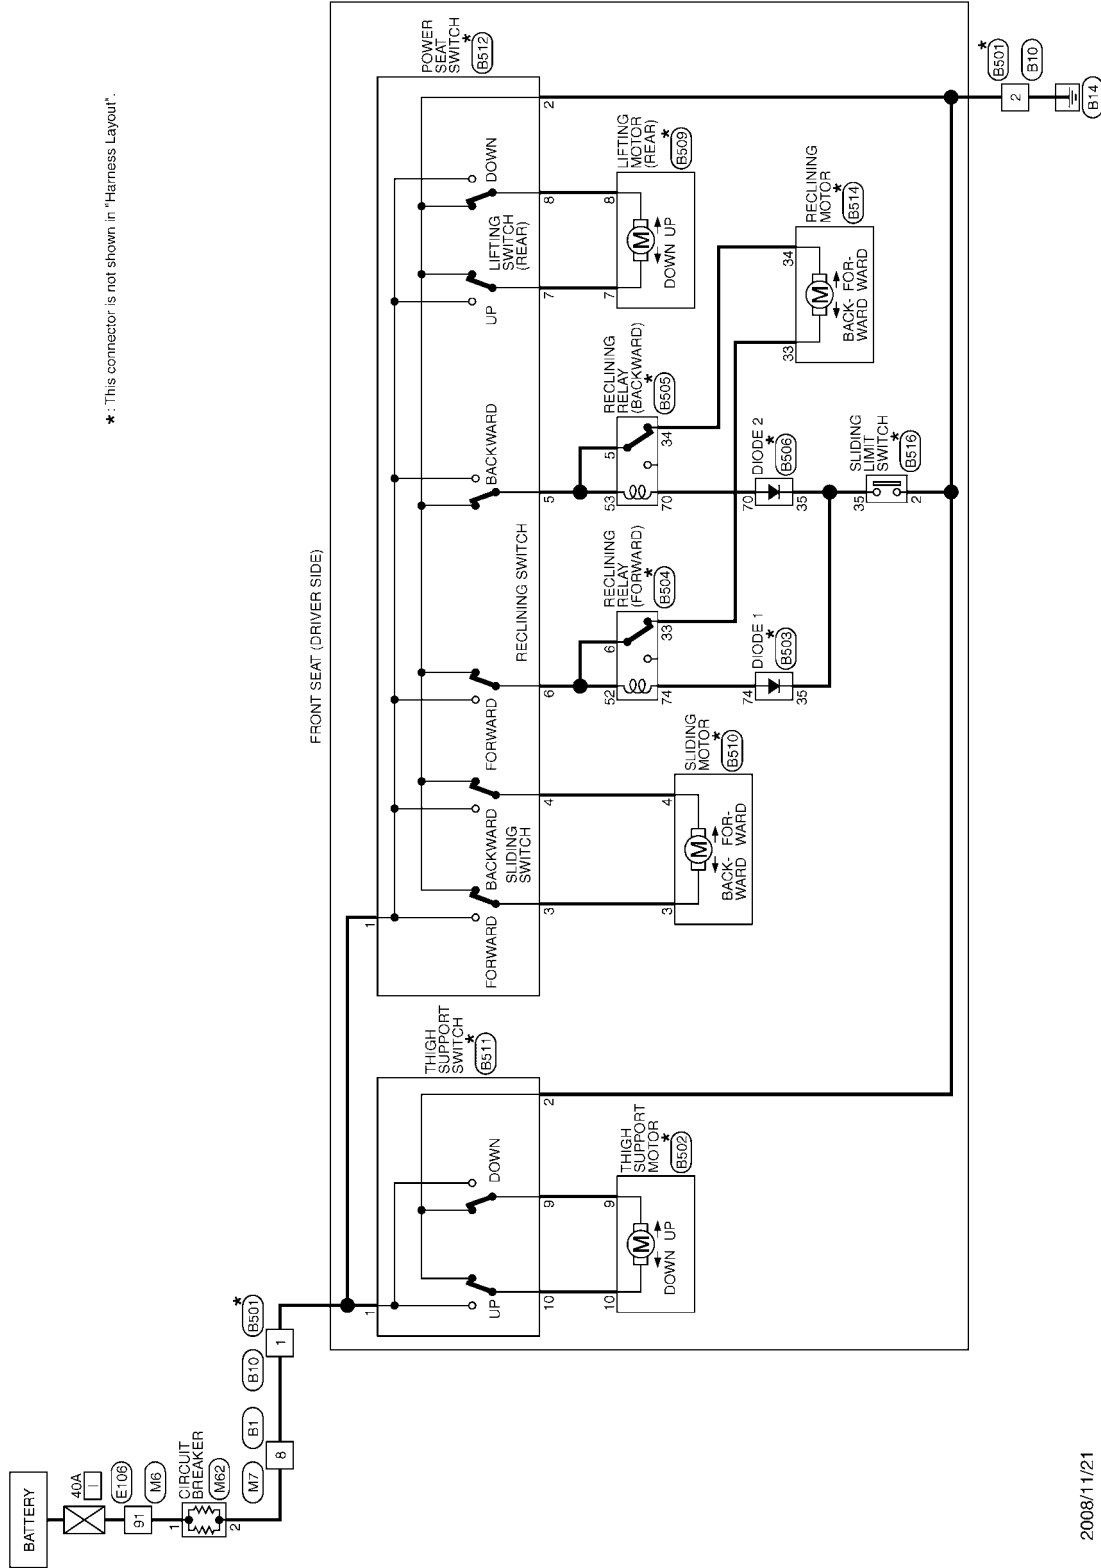 BATTERY
40A
I
E106
91
M6
1
CIRCUIT
BREAKER
M62
2
M7
8
B1
B10
1
★
B501
FRONT SEAT (DRIVER SIDE)
★ : This connector is not shown in "Harness Layout".
1
UP
DOWN
THIGH
SUPPORT
SWITCH
★
B511
10
9
2
10
9
DOWN UP
THIGH
SUPPORT
MOTOR
★
B502
1
FORWARD
BACKWARD
SLIDING
SWITCH
FORWARD
BACKWARD
RECLINING SWITCH
UP
LIFTING
SWITCH
(REAR)
DOWN
POWER
SEAT
SWITCH
★
B512
3
4
6
5
7
8
2
3
4
BACK-
WARD
FOR-
WARD
SLIDING
MOTOR
★
B510
52
6
74
33
RECLINING
RELAY
(FORWARD)
★
B504
53
5
70
34
RECLINING
RELAY
(BACKWARD)
★
B505
7
8
DOWN UP
LIFTING
MOTOR
(REAR)
★
B509
74
35
DIODE 1
★
B503
70
35
DIODE 2
★
B506
33
34
BACK-
WARD
FOR-
WARD
RECLINING
MOTOR
★
B514
35
2
SLIDING
LIMIT
SWITCH
★
B516
2
★
B501
B10
B14
2008/11/21